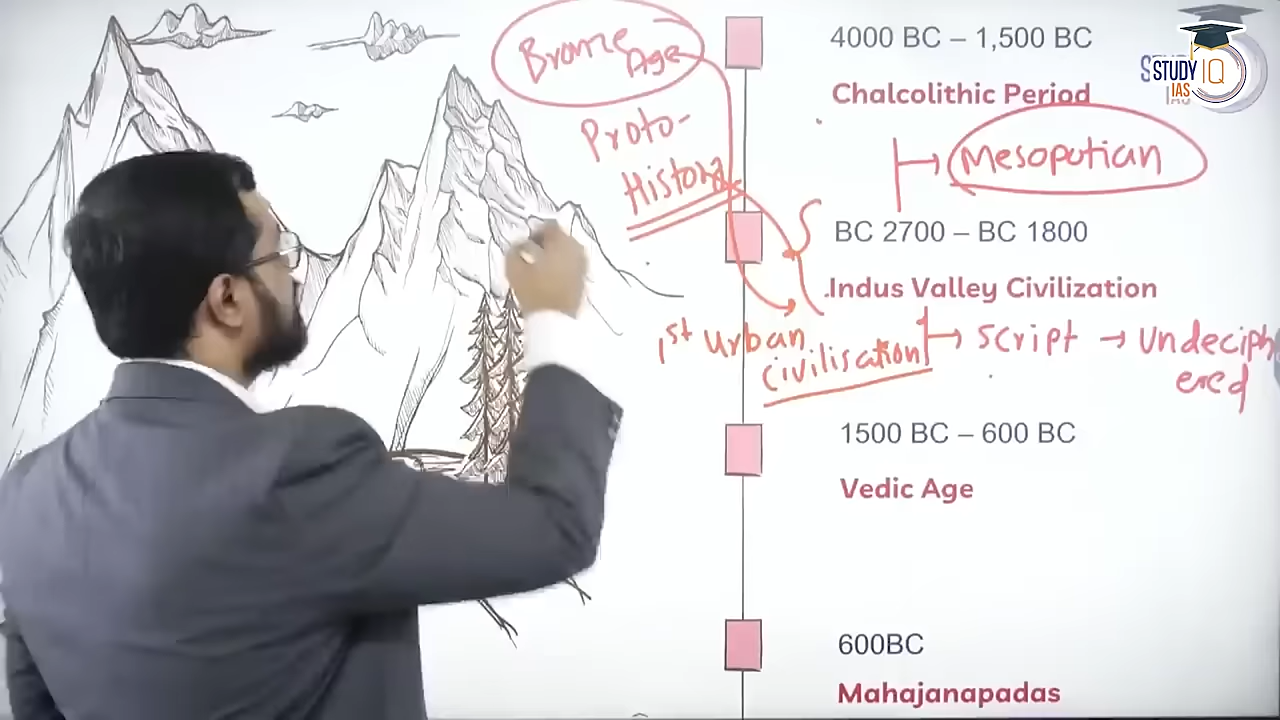 4000 BC – 1,500 BC
Chalcolithic Period
STUDY IQ
IAS
Bronze
Age
Proto-
History
Mesopotian
BC 2700 – BC 1800
.Indus Valley Civilization
1st Urban
civilisation
script → Undeciph
ered
1500 BC – 600 BC
Vedic Age
600BC
Mahajanapadas